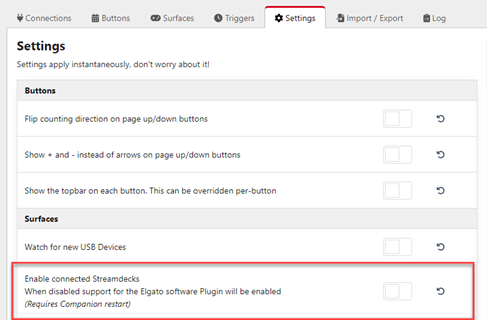 Connections Buttons Surfaces Triggers Settings Import / Export Log
Settings
Settings apply instantaneously. don't worry about it!
Buttons
Flip counting direction on page up/down buttons
Show + and - instead of arrows on page up/down buttons
Show the topbar on each button. This can be overridden per-button
Surfaces
Watch for new USB Devices
Enable connected Streamdecks
When disabled support for the Elgato software Plugin will be enabled
(Requires Companion restart)